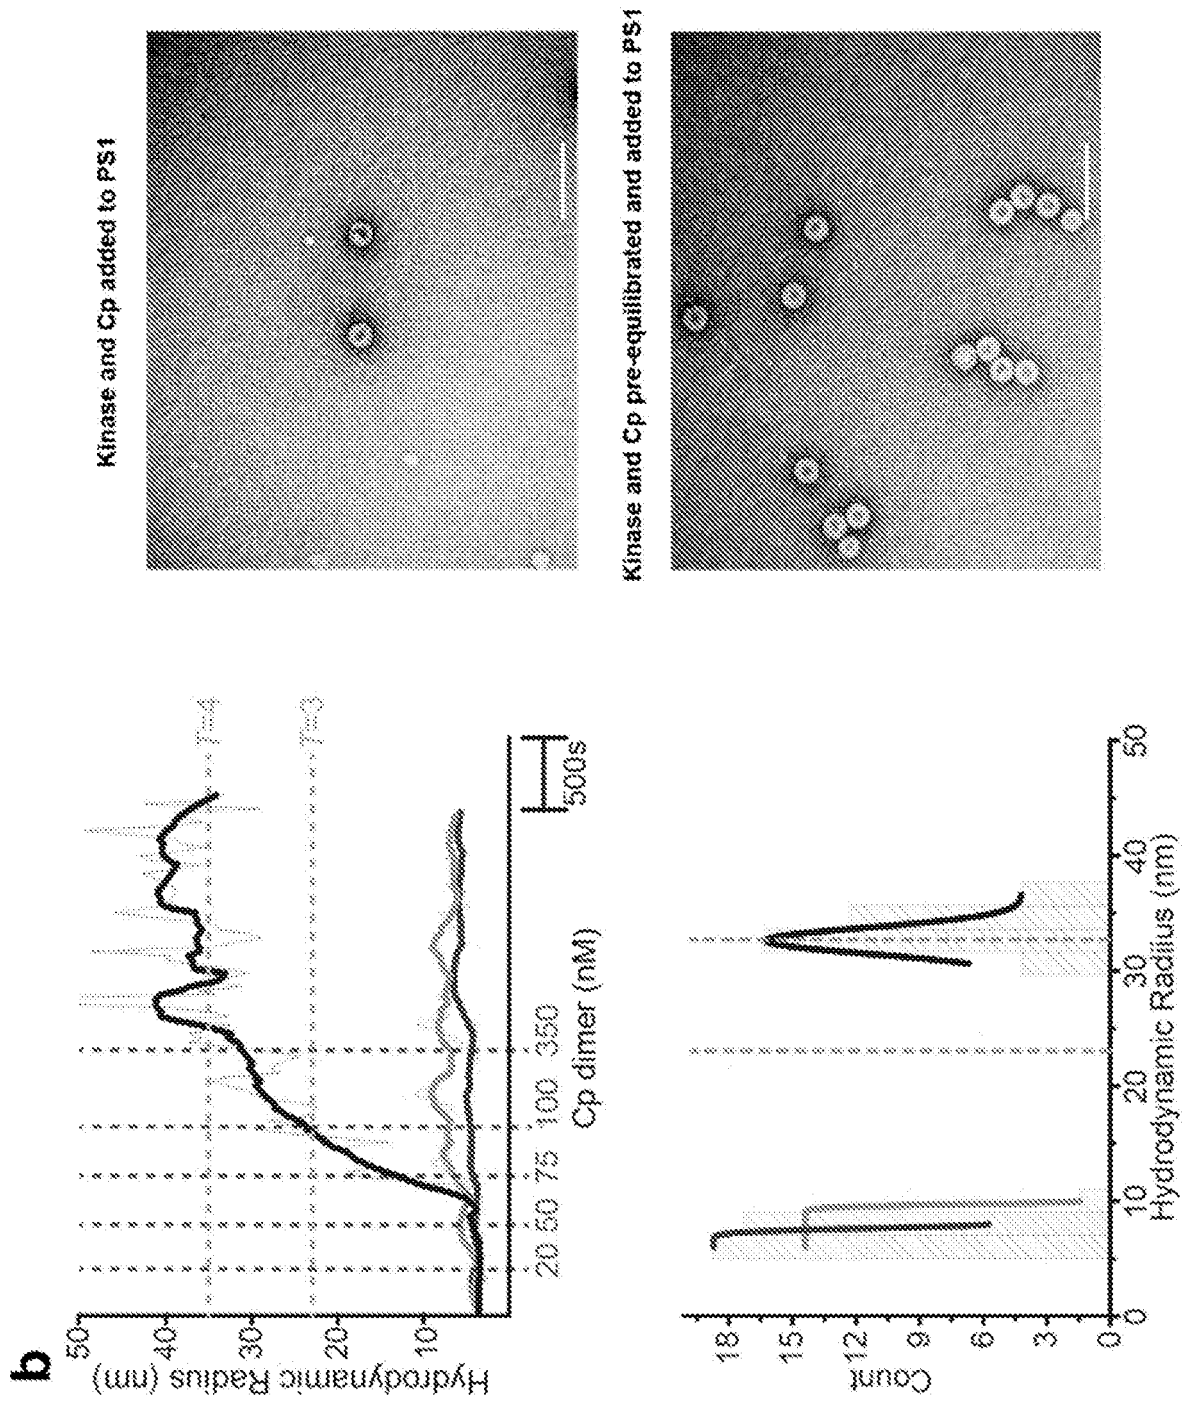 b
Hydrodynamic Radius (nm)
50
40
30
20
10
T=4
T=3
20 50 75 100 350
500s
Cp dimer (nM)
Kinase and Cp added to PS1
Count
18
15
12
9
6
3
0
0 10 20 30 40 50
Hydrodynamic Radiius (nm)
Kinase and Cp pre-equilibrated and added to PS1